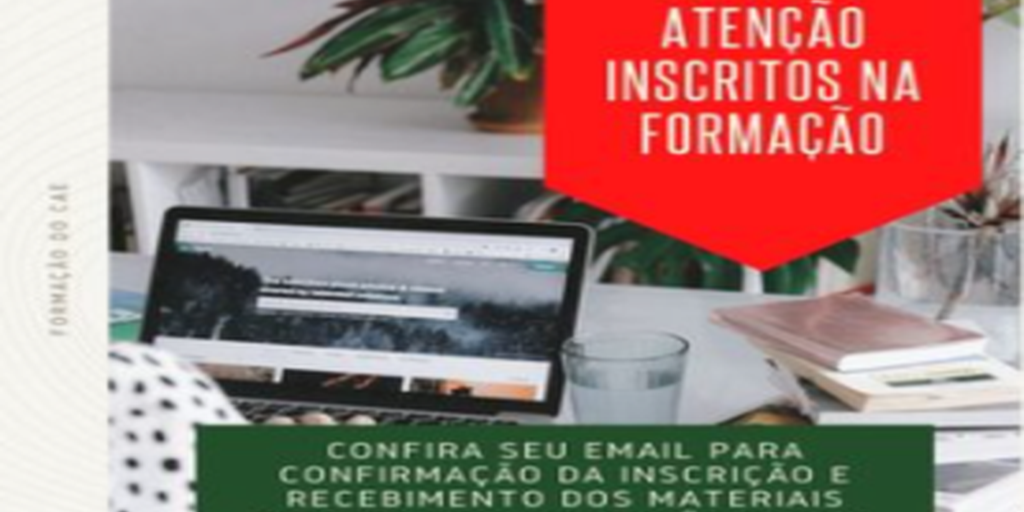 ATENÇÃO
INSCRITOS NA
FORMAÇÃO
FORMAÇÃO DO CAE
CONFIRA SEU EMAIL PARA
CONFIRMAÇÃO DA INSCRIÇÃO E
RECEBIMENTO DOS MATERIAIS